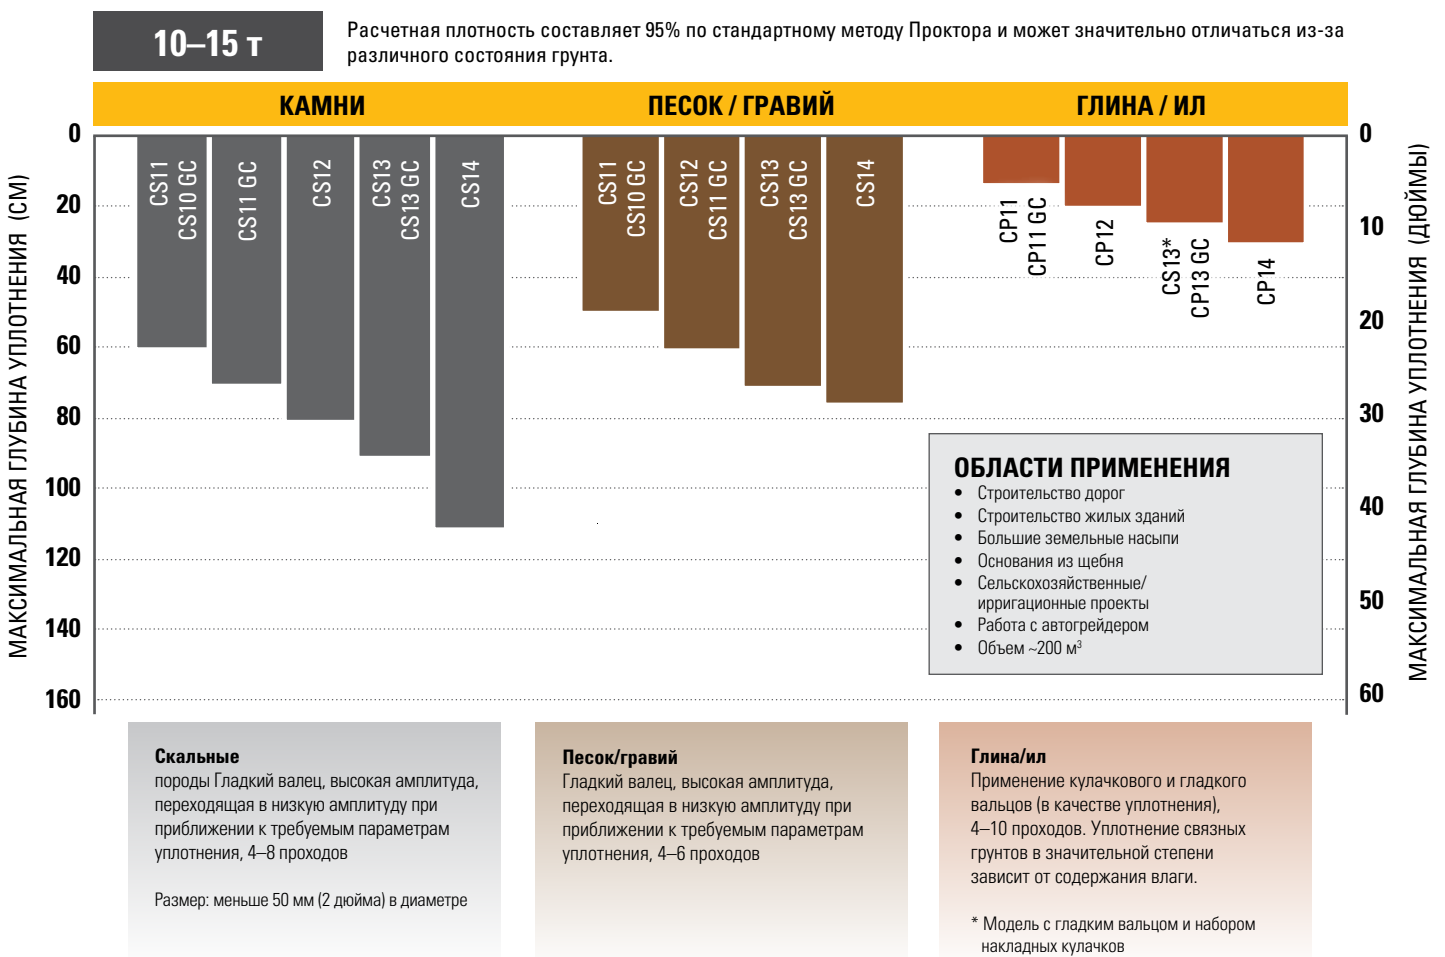 10–15 т
Расчетная плотность составляет 95% по стандартному методу Проктора и может значительно отличаться из-за
различного состояния грунта.
КАМНИ
ПЕСОК / ГРАВИЙ
ГЛИНА / ИЛ
МАКСИМАЛЬНАЯ ГЛУБИНА УПЛОТНЕНИЯ (СМ)
0
20
40
60
80
100
120
140
160
CS11
CS10 GC
CS11 GC
CS12
CS13
CS13 GC
CS14
CS11
CS10 GC
CS12
CS11 GC
CS13
CS13 GC
CS14
CP11
CP11 GC
CP12
CS13*
CP13 GC
CP14
0
10
20
30
40
50
60
МАКСИМАЛЬНАЯ ГЛУБИНА УПЛОТНЕНИЯ (ДЮЙМЫ)
ОБЛАСТИ ПРИМЕНЕНИЯ
• Строительство дорог
• Строительство жилых зданий
• Большие земельные насыпи
• Основания из щебня
• Сельскохозяйственные/
ирригационные проекты
• Работа с автогрейдером
• Объем ~200 м³
Скальные
породы Гладкий валец, высокая амплитуда,
переходящая в низкую амплитуду при
приближении к требуемым параметрам
уплотнения, 4–8 проходов
Размер: меньше 50 мм (2 дюйма) в диаметре
Песок/гравий
Гладкий валец, высокая амплитуда,
переходящая в низкую амплитуду при
приближении к требуемым параметрам
уплотнения, 4–6 проходов
Глина/ил
Применение кулачкового и гладкого
вальцов (в качестве уплотнения),
4–10 проходов. Уплотнение связных
грунтов в значительной степени
зависит от содержания влаги.
* Модель с гладким вальцом и набором
накладных кулачков